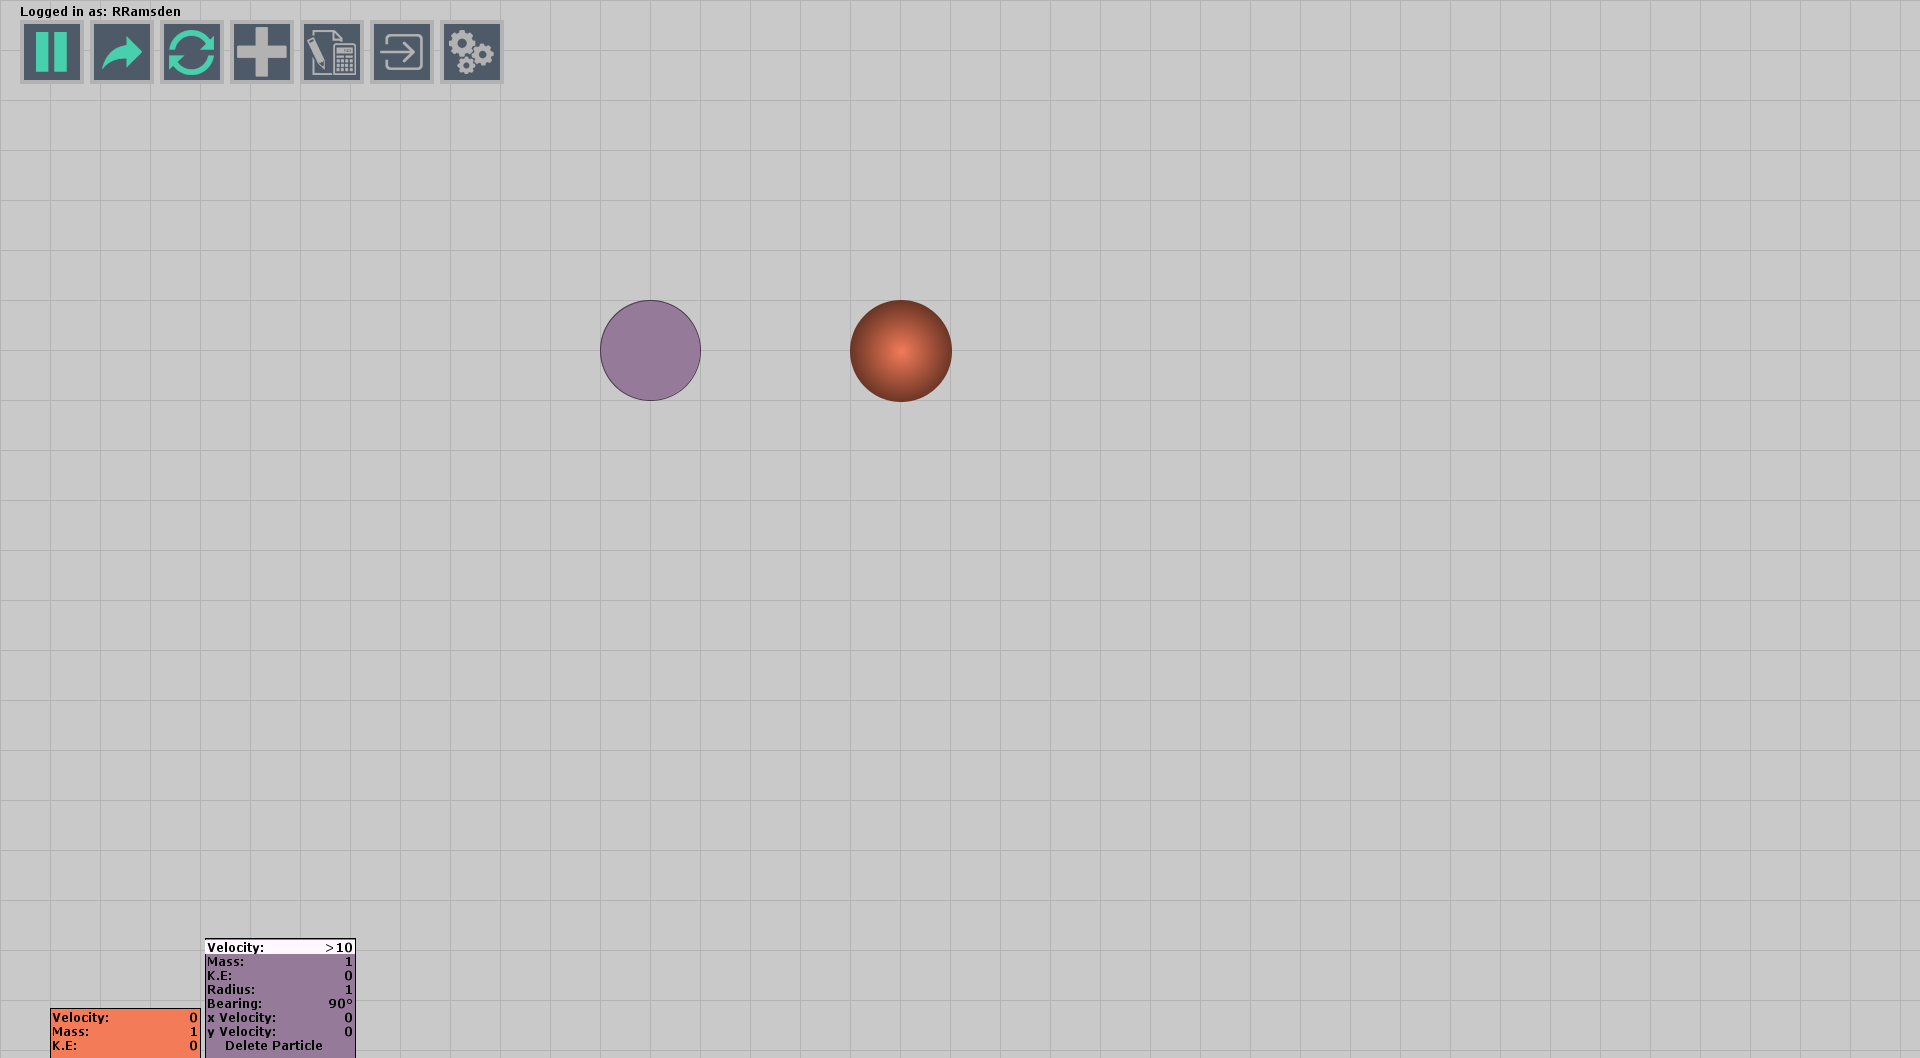 Logged in as: RRamsden
Velocity: >10
Mass: 1
K.E: 0
Radius: 1
Bearing: 90°
x Velocity: 0
y Velocity: 0
Delete Particle
Velocity: 0
Mass: 1
K.E: 0